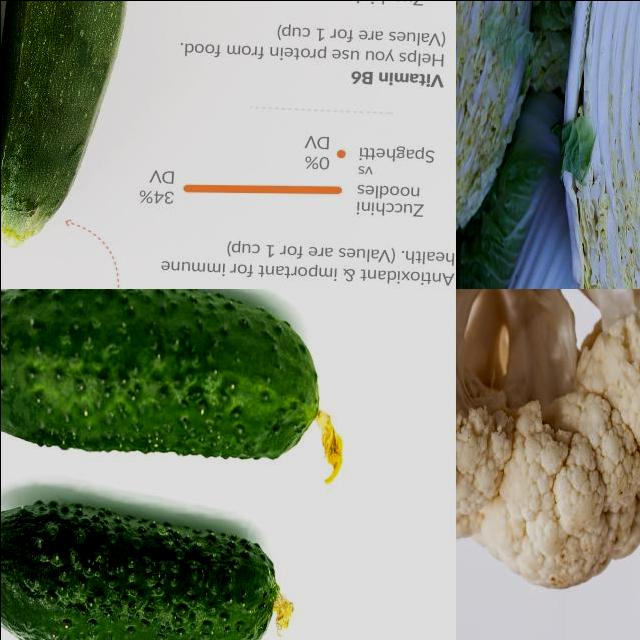 Antioxidant & important for immune
health. (Values are for 1 cup)
Zucchini
noodles
34%
DV
vs
Spaghetti
0%
DV
Vitamin B6
Helps you use protein from food.
(Values are for 1 cup)